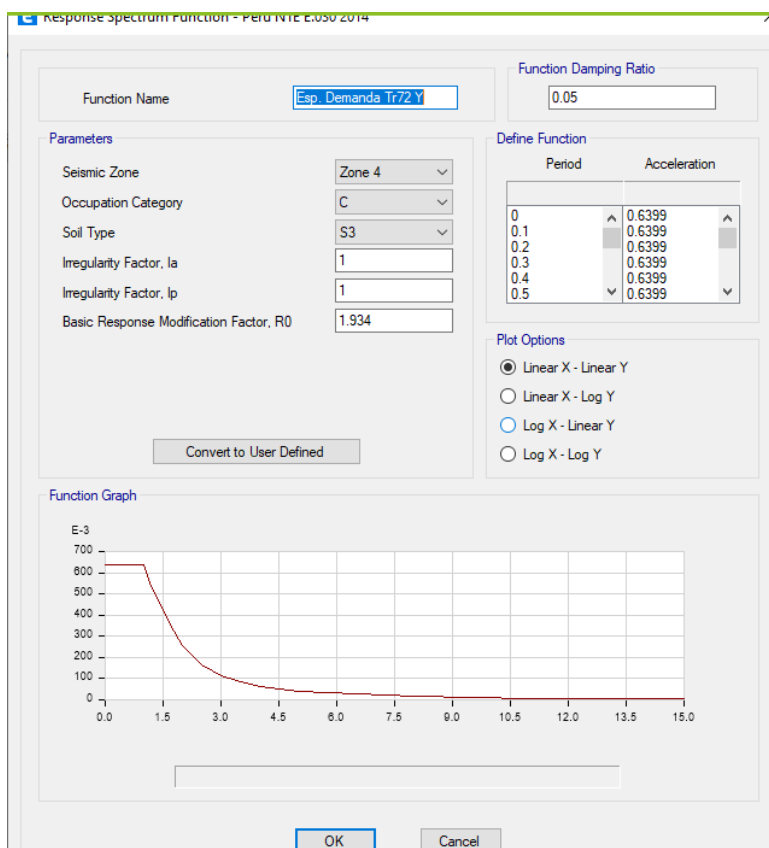 Response Spectrum Function - Peru NTE E.030 2014
Function Name
Esp. Demanda Tr72 Y
Function Damping Ratio
0.05
Parameters
Seismic Zone
Zone 4
Occupation Category
C
Soil Type
S3
Irregularity Factor, Ia
1
Irregularity Factor, Ip
1
Basic Response Modification Factor, R0
1.934
Convert to User Defined
Define Function
Period Acceleration
0 0.6399
0.1 0.6399
0.2 0.6399
0.3 0.6399
0.4 0.6399
0.5 0.6399
Plot Options
Linear X - Linear Y
Linear X - Log Y
Log X - Linear Y
Log X - Log Y
Function Graph
E-3
700
600
500
400
300
200
100
0
0.0 1.5 3.0 4.5 6.0 7.5 9.0 10.5 12.0 13.5 15.0
OK Cancel